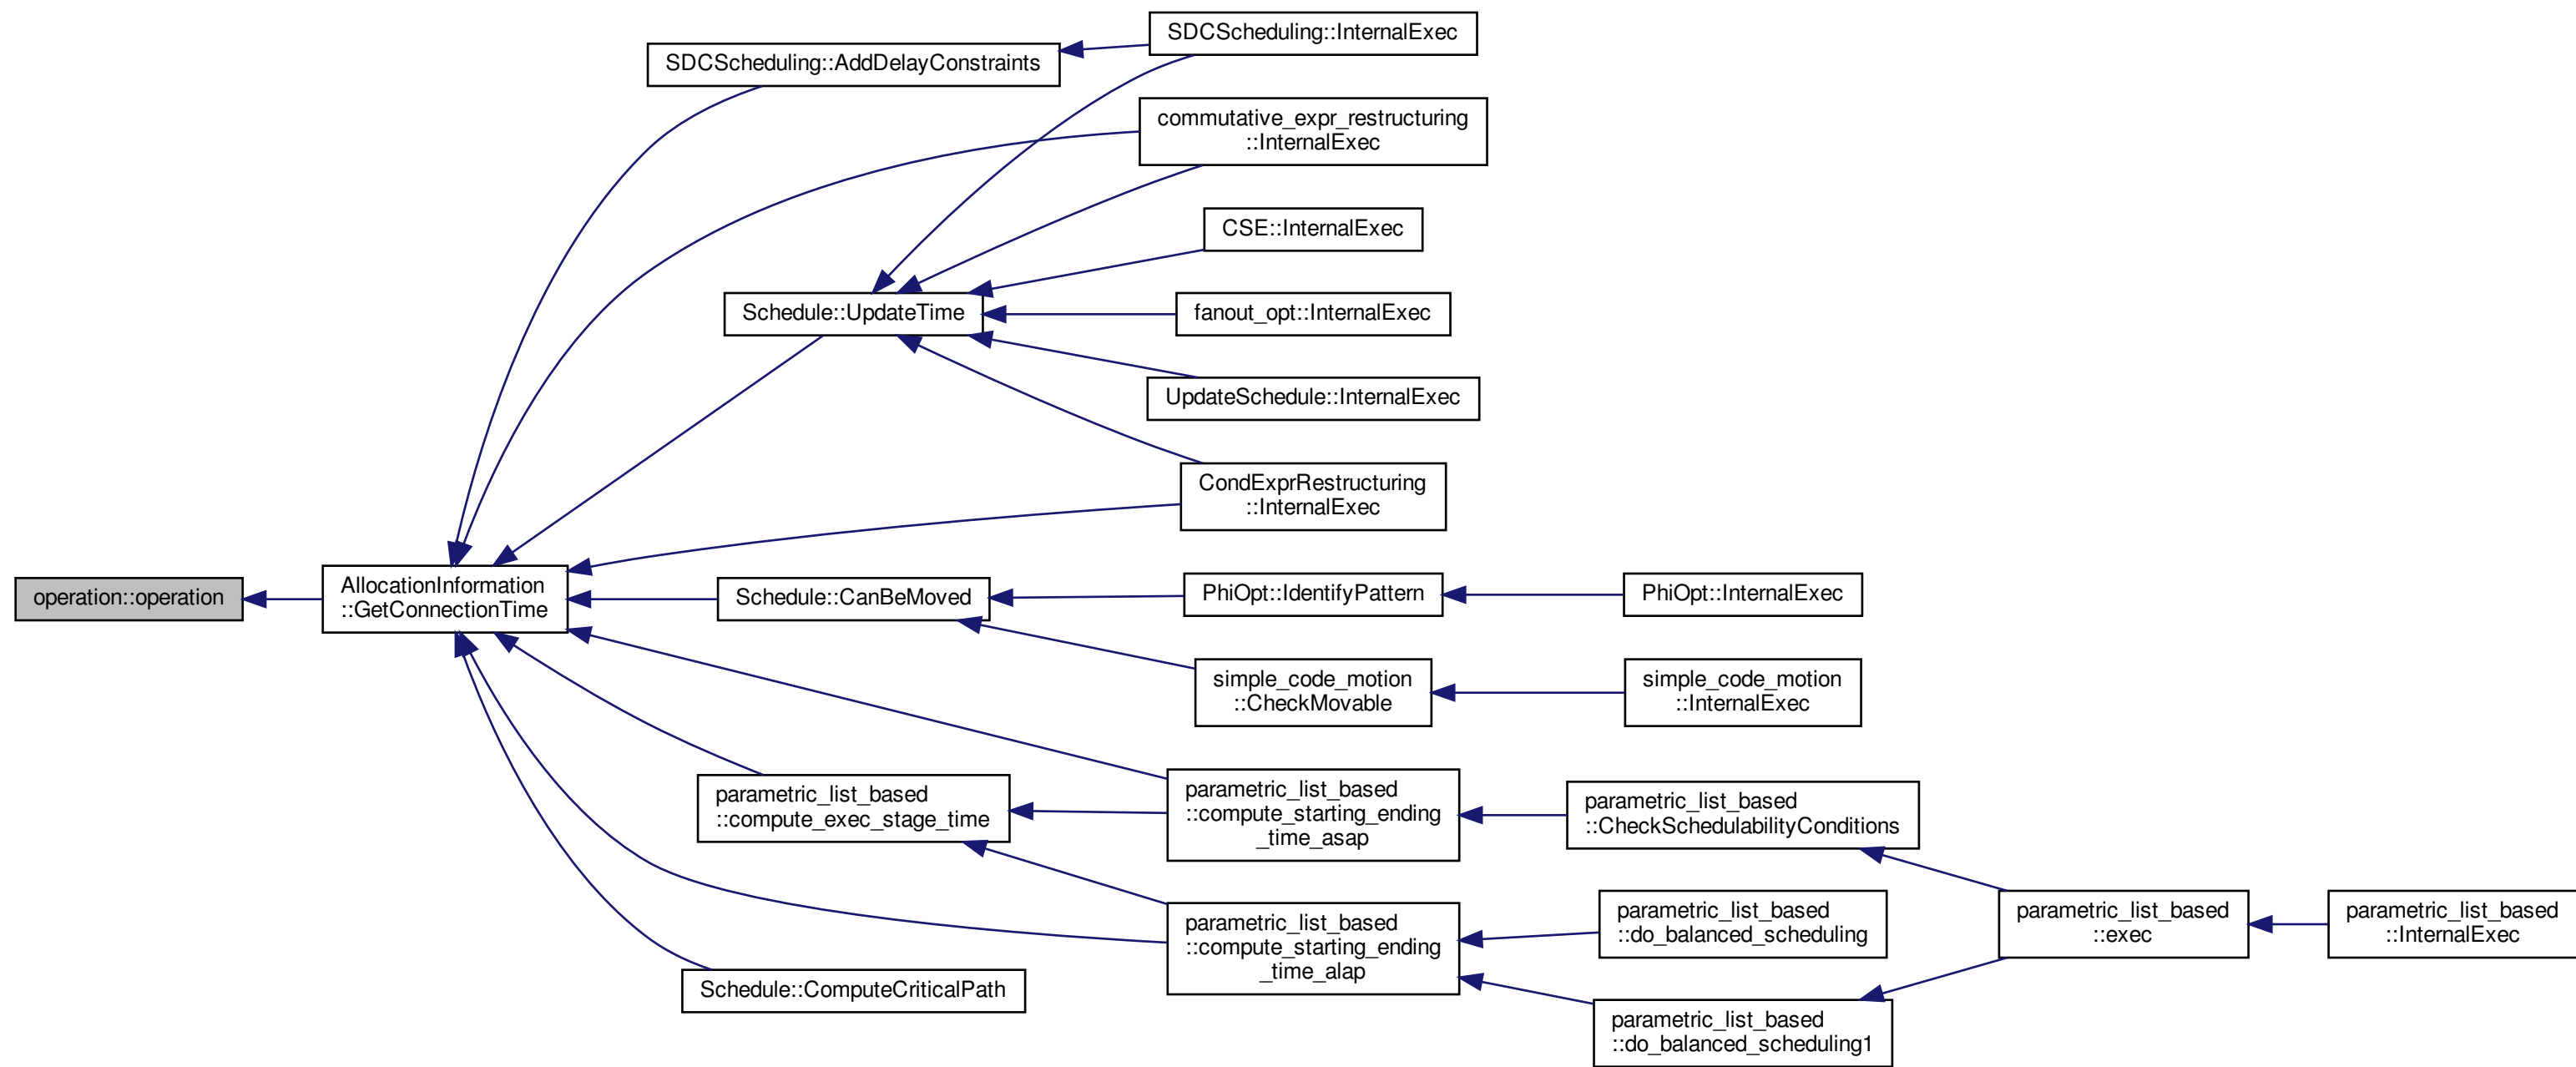 operation::operation
AllocationInformation
::GetConnectionTime
SDCScheduling::AddDelayConstraints
SDCScheduling::InternalExec
commutative_expr_restructuring
::InternalExec
CSE::InternalExec
Schedule::UpdateTime
fanout_opt::InternalExec
UpdateSchedule::InternalExec
CondExprRestructuring
::InternalExec
Schedule::CanBeMoved
PhiOpt::IdentifyPattern
PhiOpt::InternalExec
simple_code_motion
::CheckMovable
simple_code_motion
::InternalExec
parametric_list_based
::compute_exec_stage_time
parametric_list_based
::compute_starting_ending
_time_asap
parametric_list_based
::CheckSchedulabilityConditions
parametric_list_based
::compute_starting_ending
_time_alap
parametric_list_based
::do_balanced_scheduling
parametric_list_based
::exec
parametric_list_based
::InternalExec
Schedule::ComputeCriticalPath
parametric_list_based
::do_balanced_scheduling1